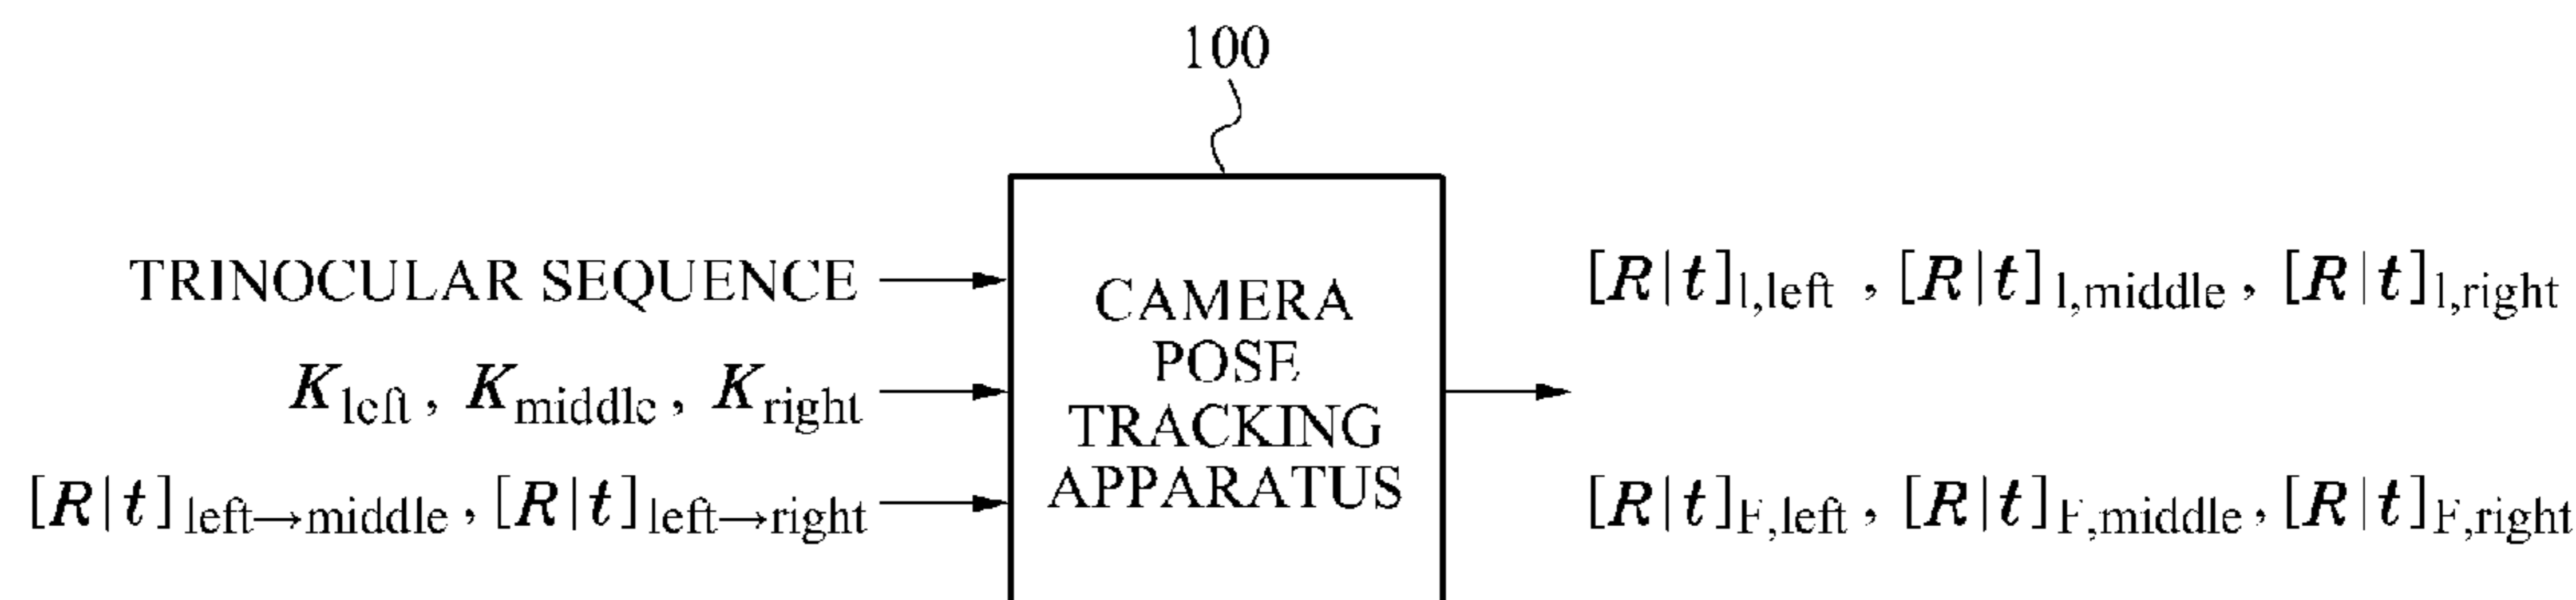 100
TRINOCULAR SEQUENCE
K_left, K_middle, K_right
[R|t]_left→middle, [R|t]_left→right
CAMERA
POSE
TRACKING
APPARATUS
[R|t]_1,left, [R|t]_1,middle, [R|t]_1,right
[R|t]_F,left, [R|t]_F,middle, [R|t]_F,right